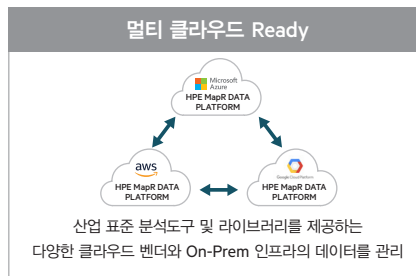 멀티 클라우드 Ready
Microsoft
Azure
HPE MapR DATA
PLATFORM
aws
HPE MapR DATA
PLATFORM
Google Cloud Platform
HPE MapR DATA
PLATFORM
산업 표준 분석도구 및 라이브러리를 제공하는
다양한 클라우드 벤더와 On-Prem 인프라의 데이터를 관리